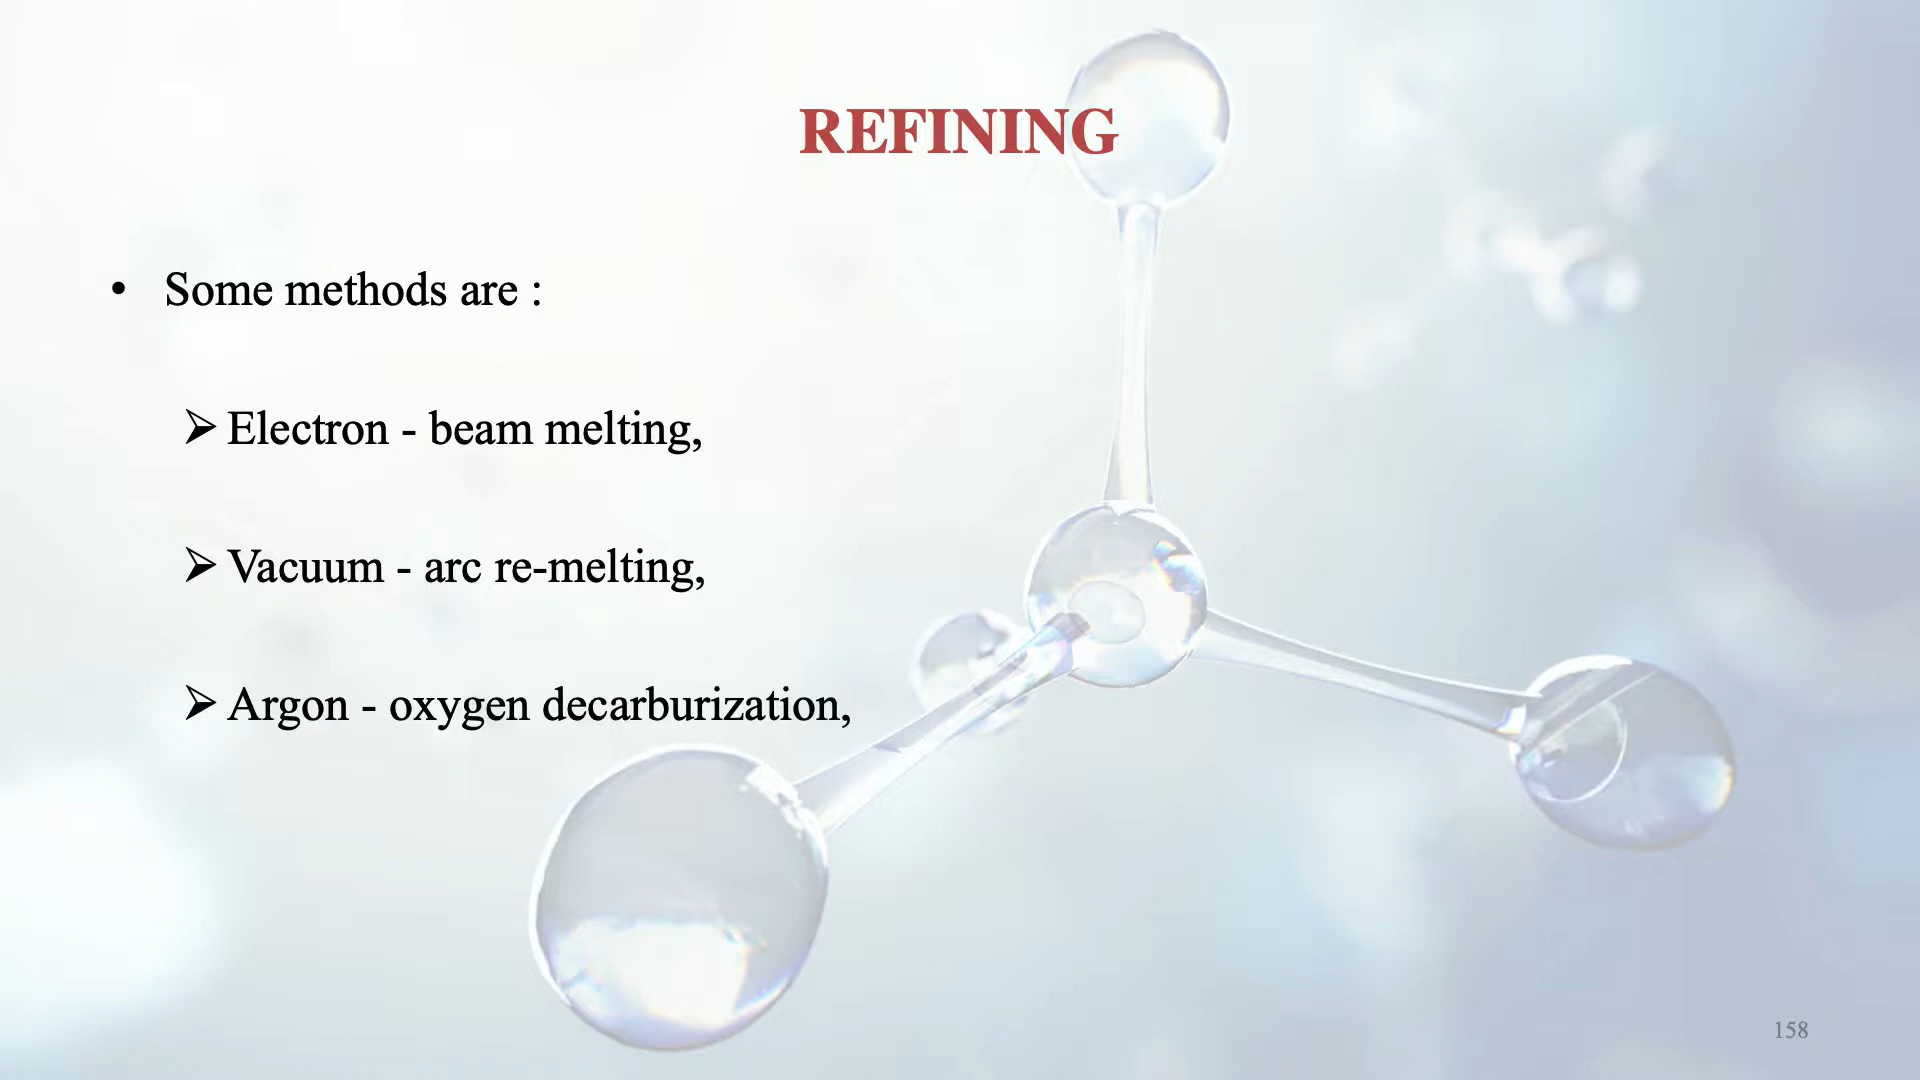 REFINING
• Some methods are :
➢ Electron - beam melting,
➢ Vacuum - arc re-melting,
➢ Argon - oxygen decarburization,
158